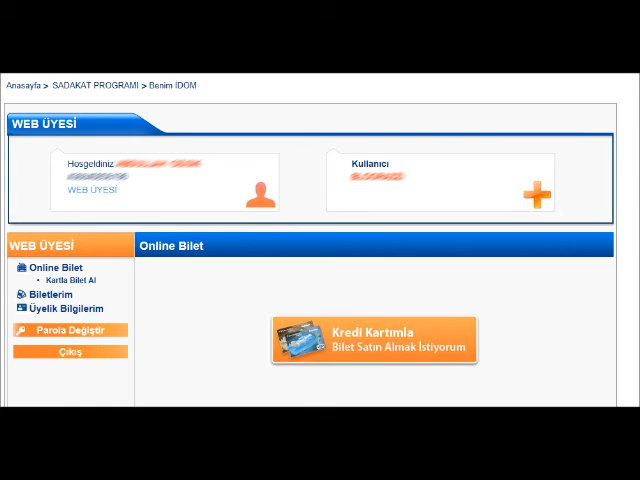 Anasayfa > SADAKAT PROGRAMI > Benim İDOM
WEB ÜYESİ
Hosgeldiniz
WEB ÜYESİ
Kullanıcı
WEB ÜYESİ
Online Bilet
Kartla Bilet Al
Biletlerim
Üyelik Bilgilerim
Parola Değiştir
Çıkış
Online Bilet
Kredi Kartımla
Bilet Satın Almak İstiyorum